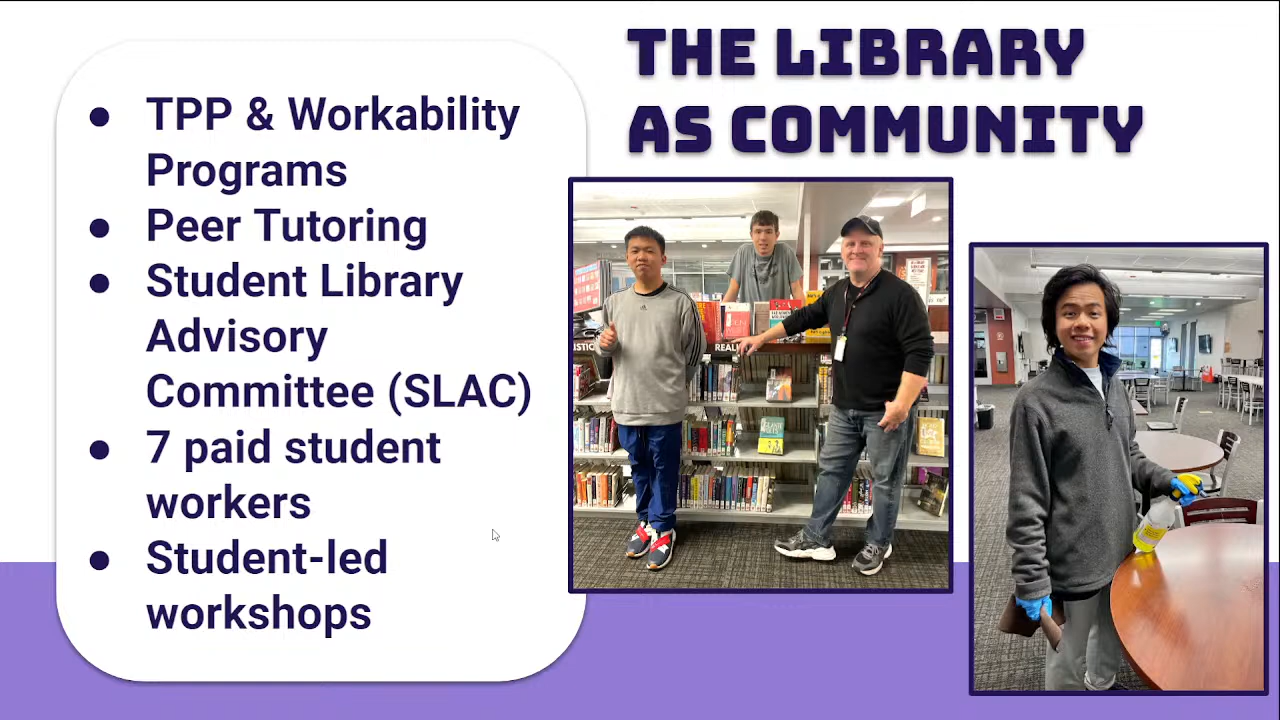 THE LIBRARY
AS COMMUNITY
● TPP & Workability
Programs
● Peer Tutoring
● Student Library
Advisory
Committee (SLAC)
● 7 paid student
workers
● Student-led
workshops